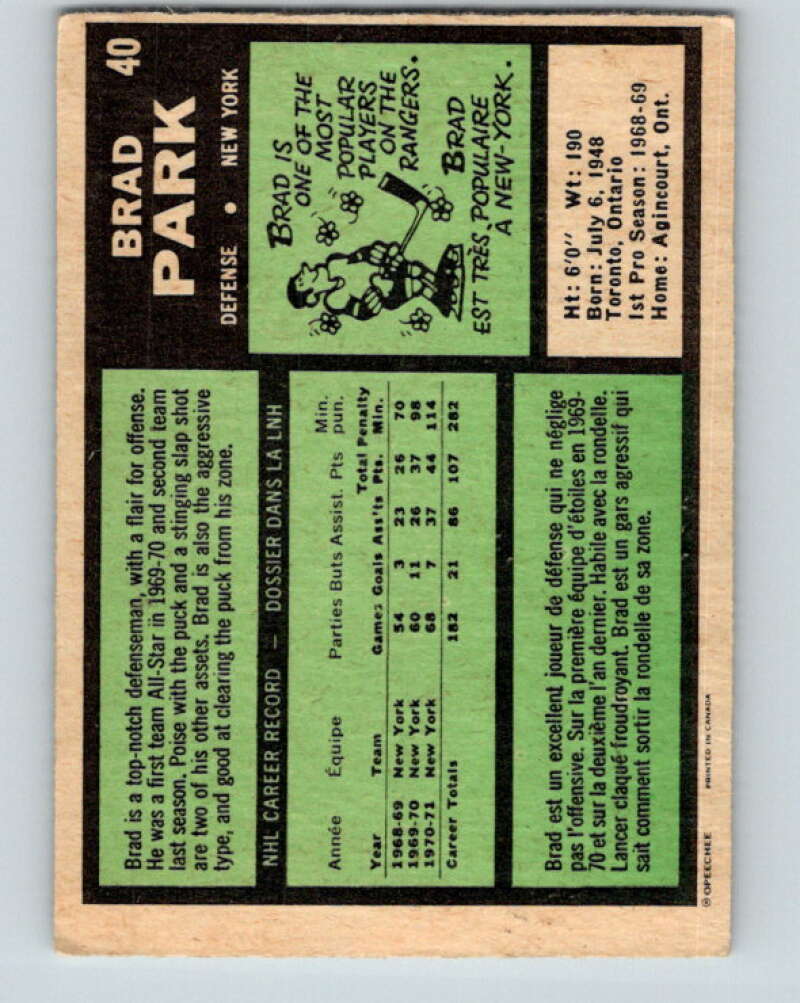 Brad is a top-notch defenseman, with a flair for offense.
He was a first team All-Star iin 1969-70 and second team
last season. Poise with the puck and a stinging slap shot
are two of his other assets. Brad is also the aggressive
type, and good at clearing the puck from his zone.
BRAD 40
PARK
DEFENSE • NEW YORK
NHL CAREER RECORD — DOSSIER DANS LA LNH
Année Équipe Parties Buts Assist. Pts Min. pun.
Year Team Games Goals Ass'ts Total Pts. Penalty Min.
1968-69 New York 54 3 23 26 70
1969-70 New York 60 11 26 37 98
1970-71 New York 68 7 37 44 114
Career Totals 182 21 86 107 282
BRAD IS
ONE OF THE
MOST
POPULAR
PLAYERS
ON THE
RANGERS.
BRAD
EST TRÈS POPULAIRE
A NEW-YORK.
Brad est un excellent joueur de défense qui ne néglige
pas l'offensive. Sur la première équipe d'étoiles en 1969-
70 et sur la deuxième l'an dernier. Habile avec la rondelle.
Lancer claqué froudroyant. Brad est un gars agressif qui
sait comment sortir la rondelle de sa zone.
Ht: 6'0" Wt: 190
Born: July 6, 1948
Toronto, Ontario
1st Pro Season: 1968-69
Home: Agincourt, Ont.
© OPEECHEE PRINTED IN CANADA